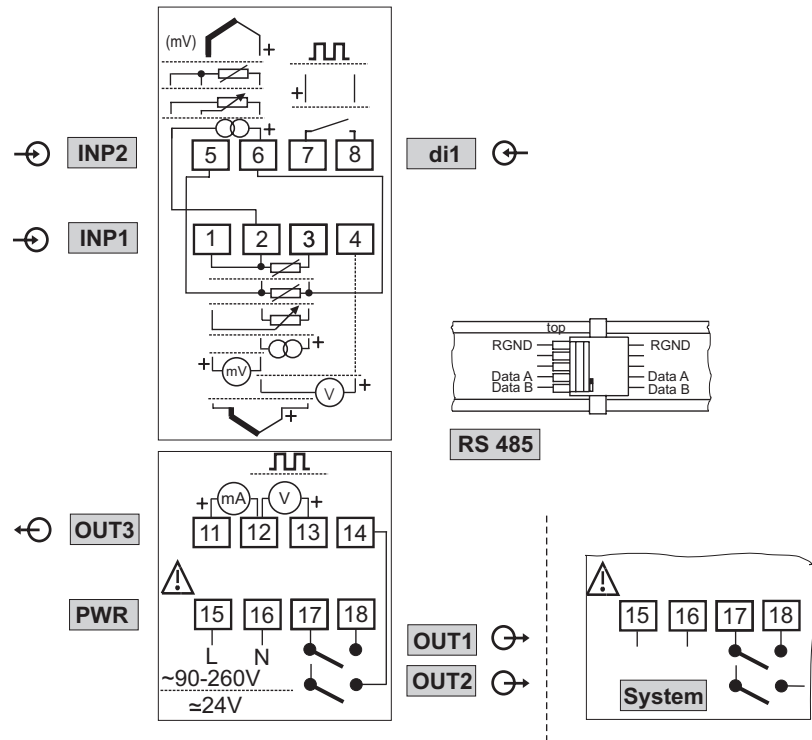 (mV)
+
+
+
INP2
5 6 7 8
di1
INP1
1 2 3 4
+
+
mV
+
V
+
top
RGND
RGND
Data A
Data A
Data B
Data B
RS 485
+
mA
V
+
OUT3
11 12 13 14
PWR
15 16 17 18
L N
~90-260V
≃24V
OUT1
OUT2
15 16 17 18
System